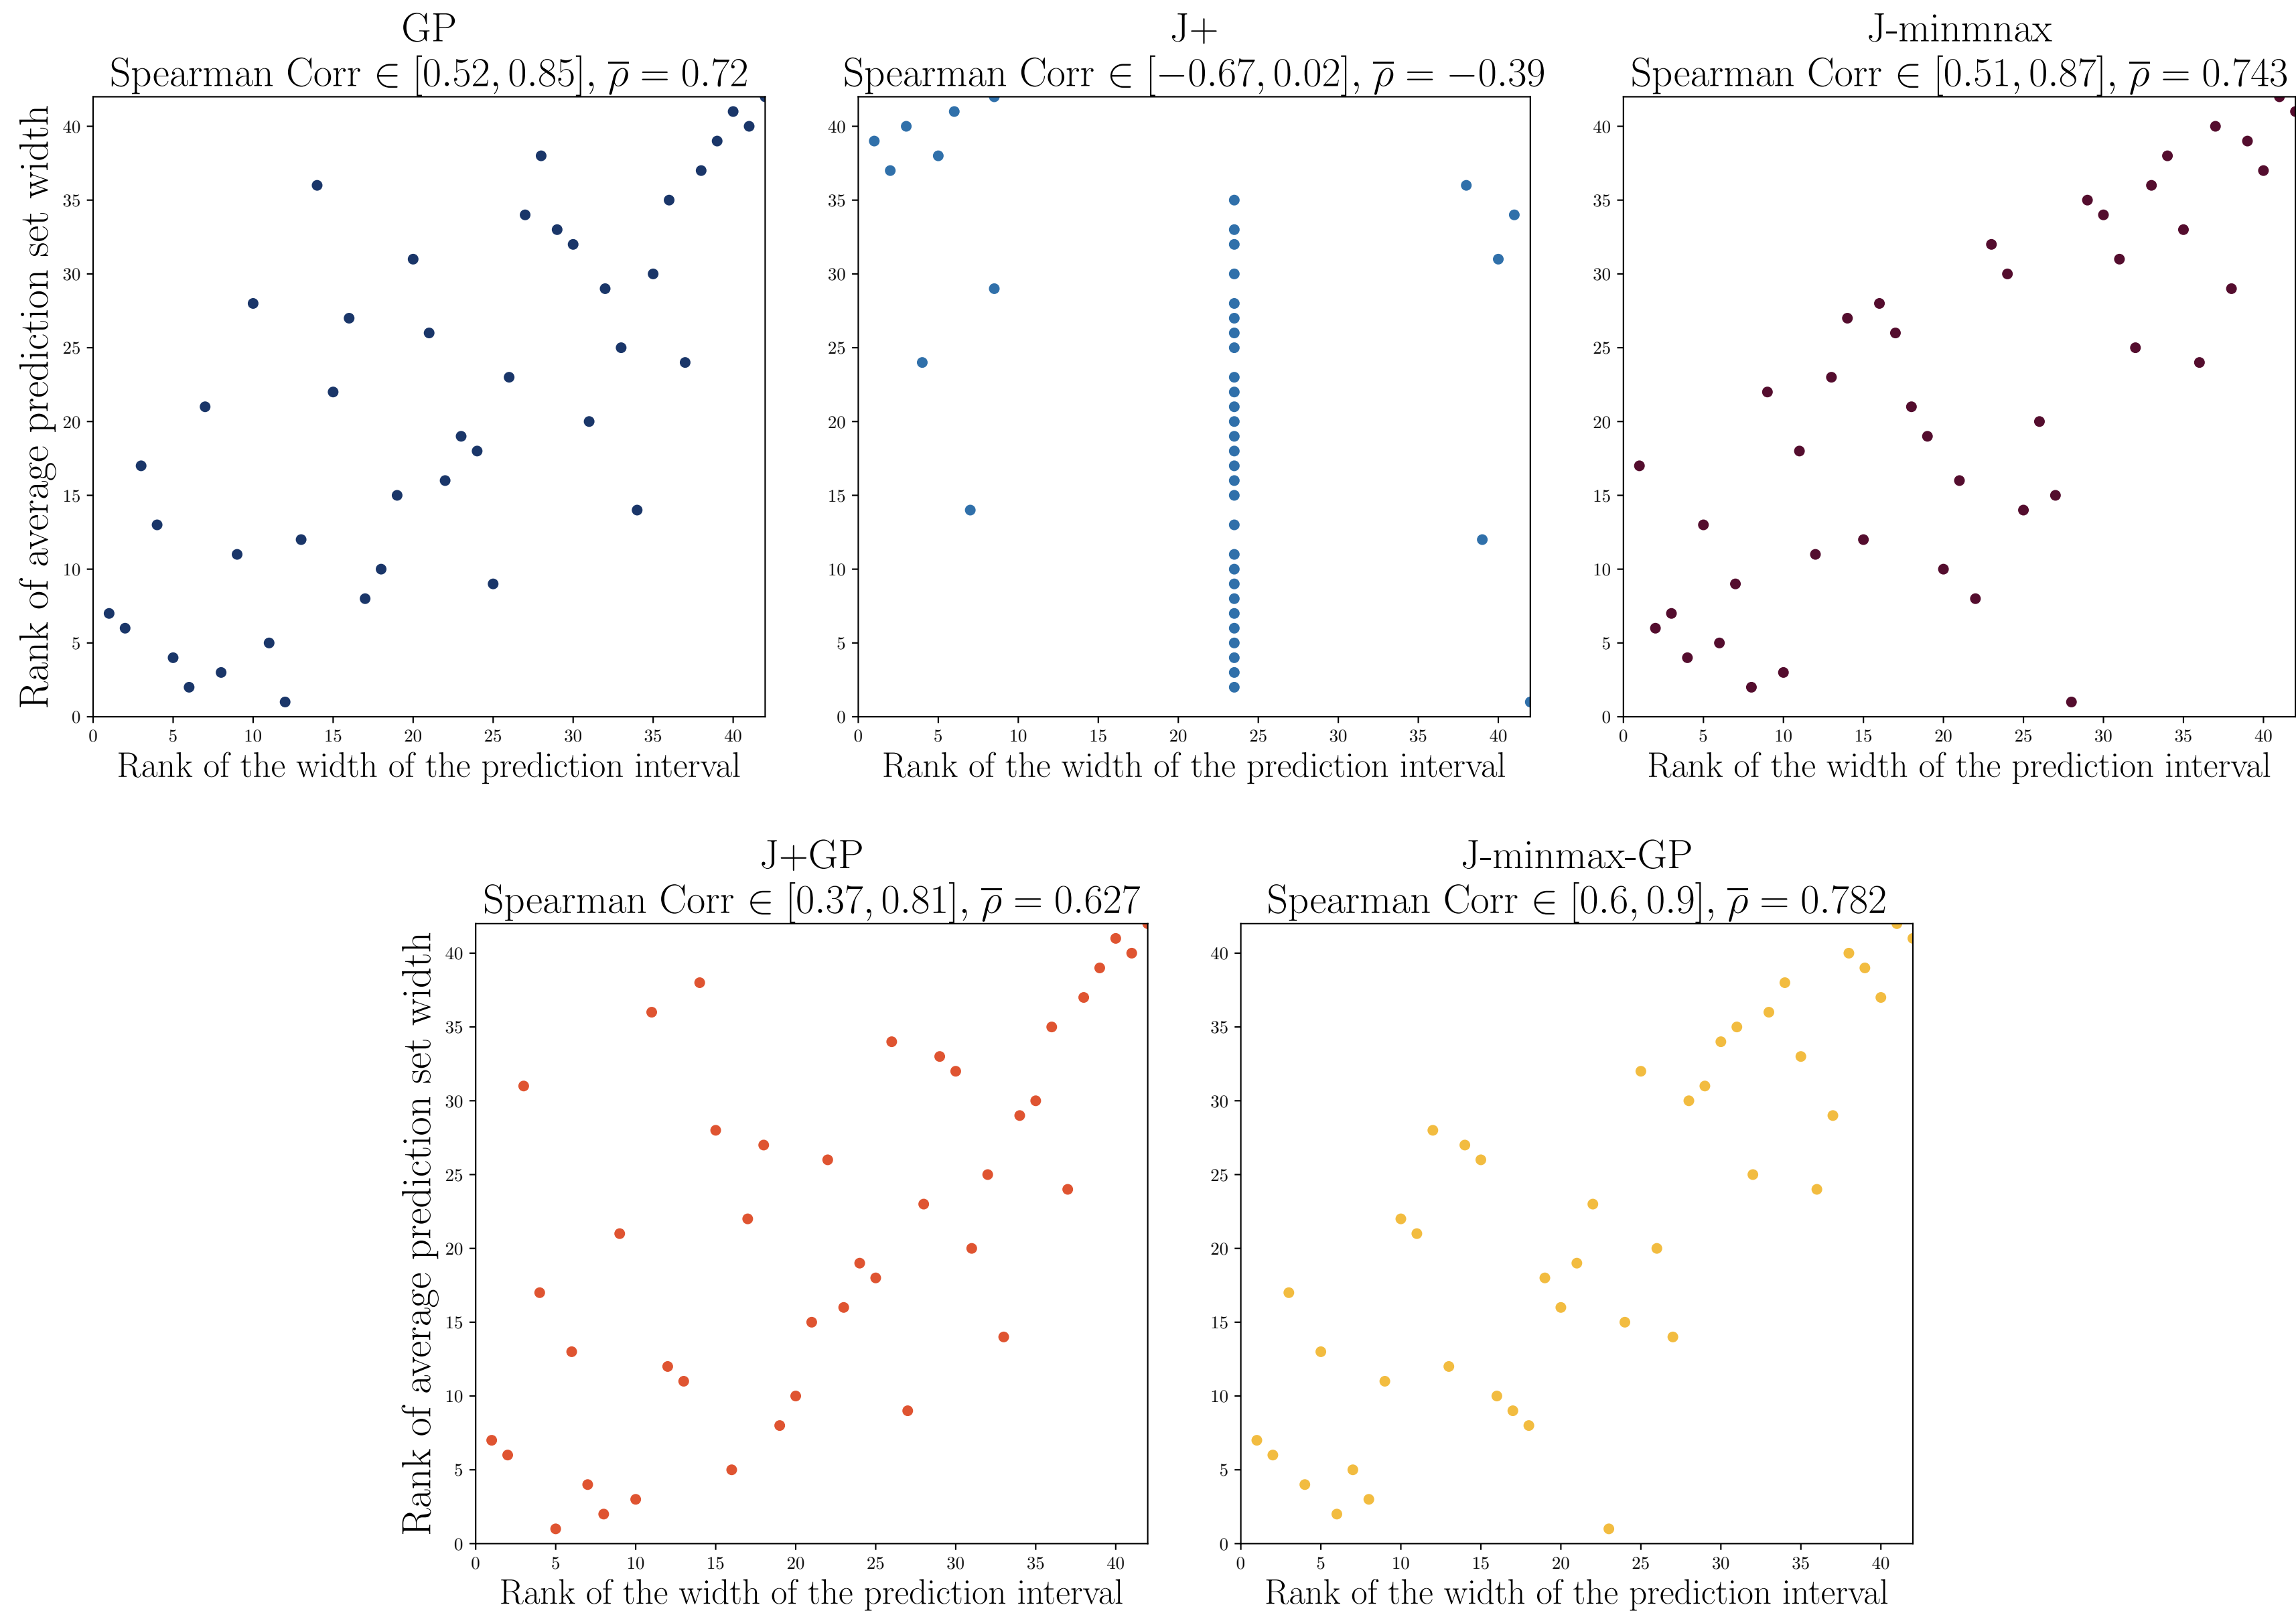 GP
Spearman Corr ∈ [0.52, 0.85], ρ̅ = 0.72
J+
Spearman Corr ∈ [−0.67, 0.02], ρ̅ = −0.39
J-minmnax
Spearman Corr ∈ [0.51, 0.87], ρ̅ = 0.743
Rank of average prediction set width
40
35
30
25
20
15
10
5
0
0 5 10 15 20 25 30 35 40
Rank of the width of the prediction interval
40
35
30
25
20
15
10
5
0
0 5 10 15 20 25 30 35 40
Rank of the width of the prediction interval
40
35
30
25
20
15
10
5
0
0 5 10 15 20 25 30 35 40
Rank of the width of the prediction interval
J+GP
Spearman Corr ∈ [0.37, 0.81], ρ̅ = 0.627
J-minmax-GP
Spearman Corr ∈ [0.6, 0.9], ρ̅ = 0.782
Rank of average prediction set width
40
35
30
25
20
15
10
5
0
0 5 10 15 20 25 30 35 40
Rank of the width of the prediction interval
40
35
30
25
20
15
10
5
0
0 5 10 15 20 25 30 35 40
Rank of the width of the prediction interval